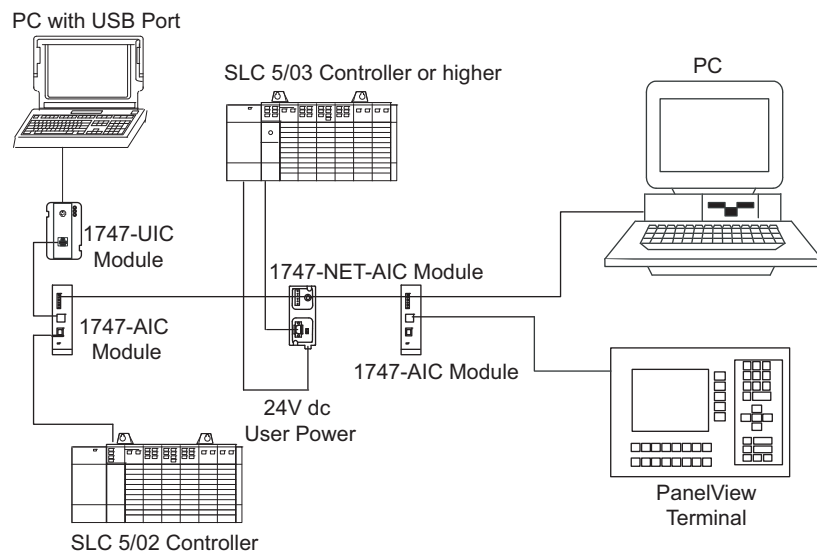 PC with USB Port
SLC 5/03 Controller or higher
PC
1747-UIC
Module
1747-NET-AIC Module
1747-AIC
Module
1747-AIC Module
24V dc
User Power
PanelView
Terminal
SLC 5/02 Controller